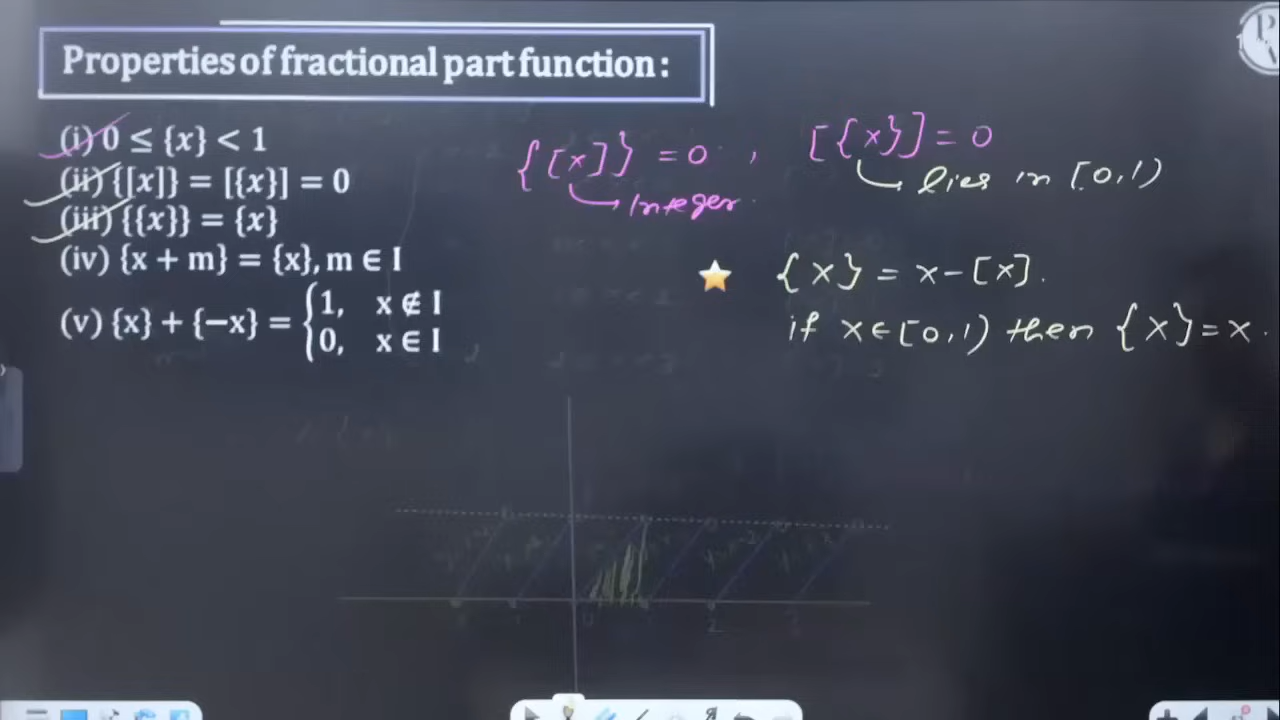 Properties of fractional part function :
(i) 0 ≤ {x} < 1
(ii) {[x]} = [{x}] = 0
(iii) {{x}} = {x}
(iv) {x + m} = {x}, m ∈ I
(v) {x} + {−x} = { 1, x ∉ I
0, x ∈ I
{[x]} = 0 , [{x}] = 0
Integer.
lies in [0,1)
{x} = x-[x].
if x∈[0,1) then {x}=x.